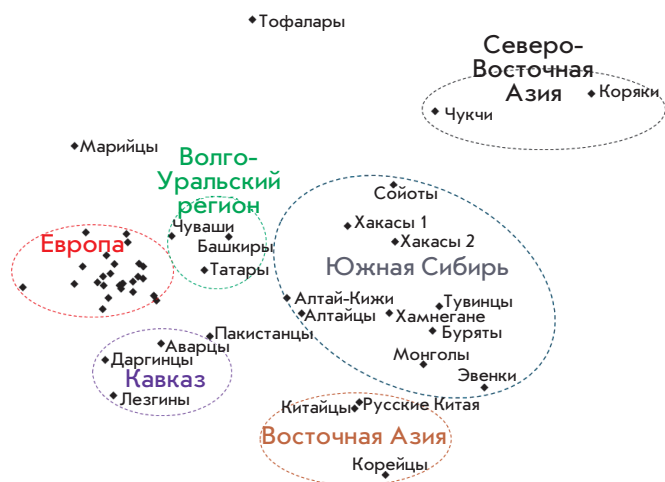 Тофалары
Северо-
Восточная
Азия
Коряки
Чукчи
Марийцы
Волго-
Уральский
регион
Сойоты
Чуваши
Хакасы 1
Башкиры
Хакасы 2
Европа
Татары
Южная Сибирь
Алтай-Кижи
Тувинцы
Алтайцы
Хамнегане
Буряты
Пакистанцы
Аварцы
Даргинцы
Монголы
Кавказ
Эвенки
Лезгины
Китайцы
Русские Китая
Восточная Азия
Корейцы